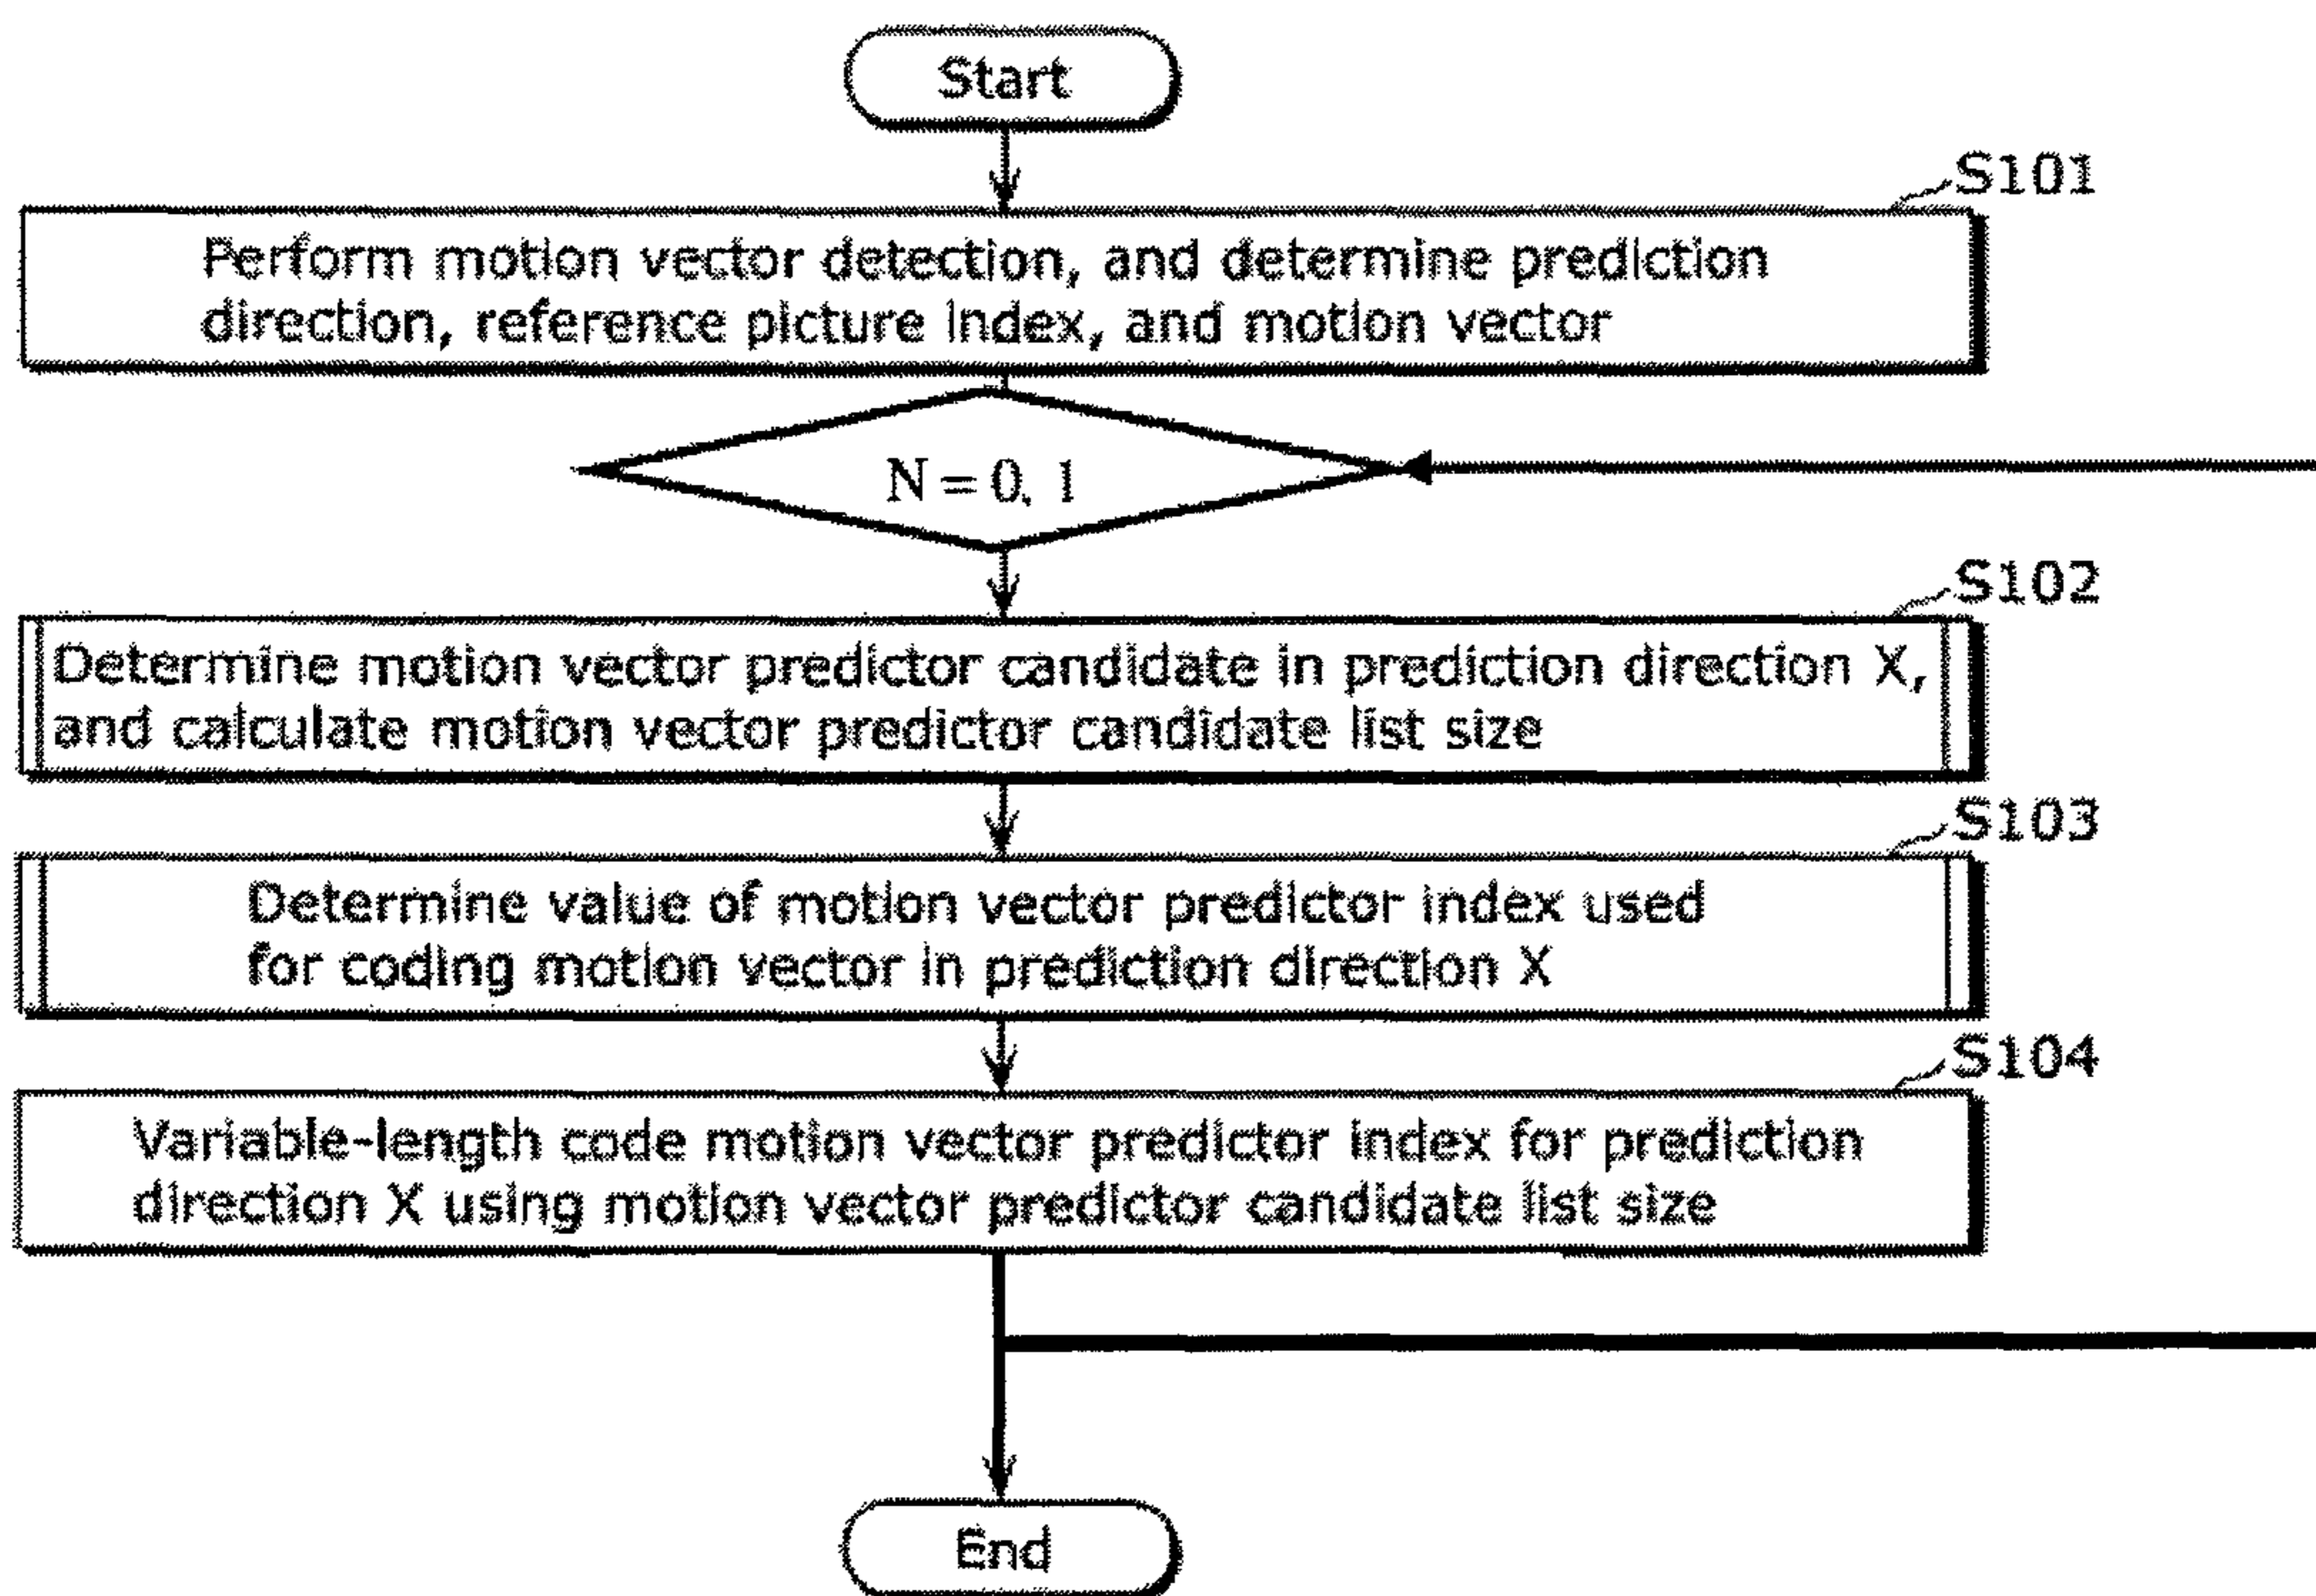 Start
S101
Perform motion vector detection, and determine prediction
direction, reference picture index, and motion vector
N = 0, 1
S102
Determine motion vector predictor candidate in prediction direction X,
and calculate motion vector predictor candidate list size
S103
Determine value of motion vector predictor index used
for coding motion vector in prediction direction X
S104
Variable-length code motion vector predictor index for prediction
direction X using motion vector predictor candidate list size
End